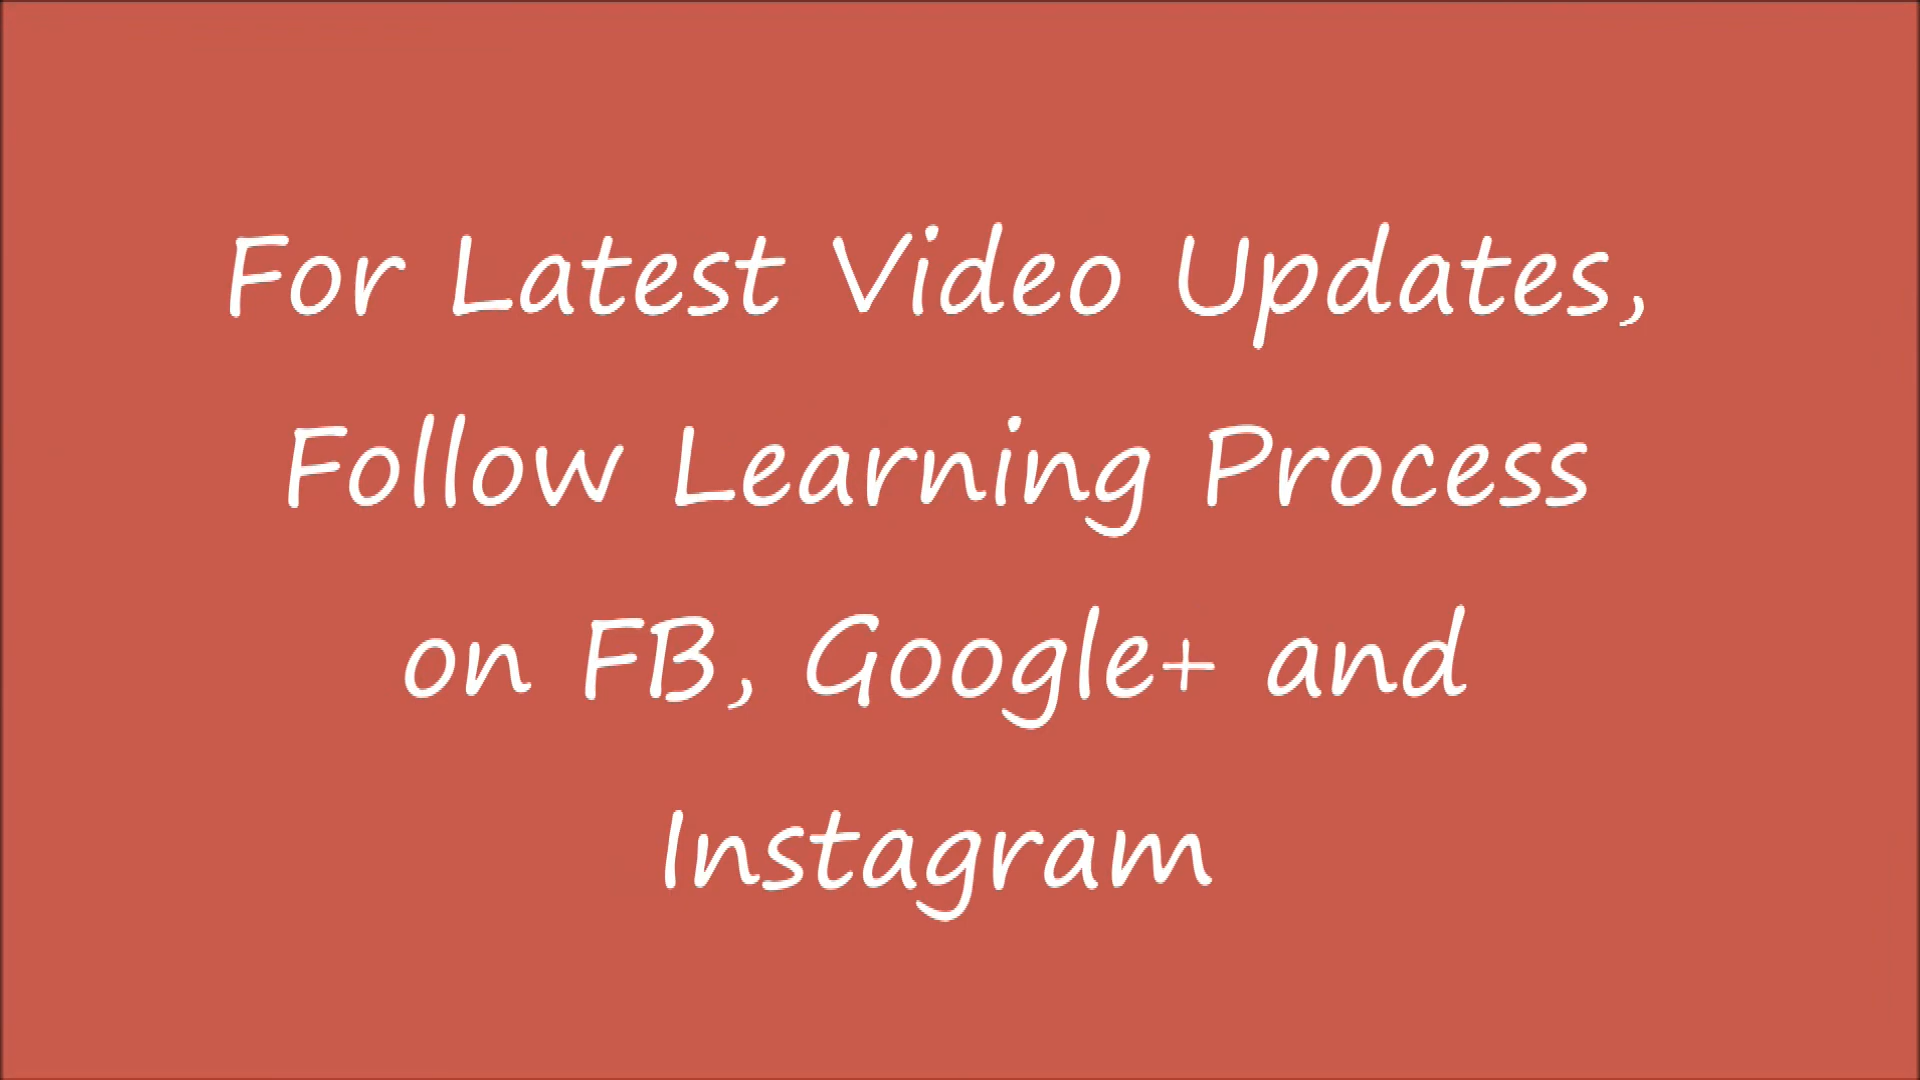 For Latest Video Updates,
Follow Learning Process
on FB, Google+ and
Instagram